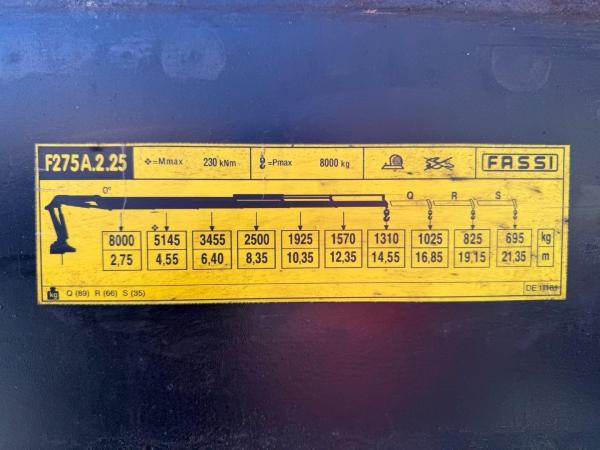 F275A.2.25 =Mmax 230 kNm =Pmax 8000 kg FASSI
0° Q R S
8000 5145 3455 2500 1925 1570 1310 1025 825 695 kg
2,75 4,55 6,40 8,35 10,35 12,35 14,55 16,85 19,15 21,35 m
kg Q (89) R (66) S (35)